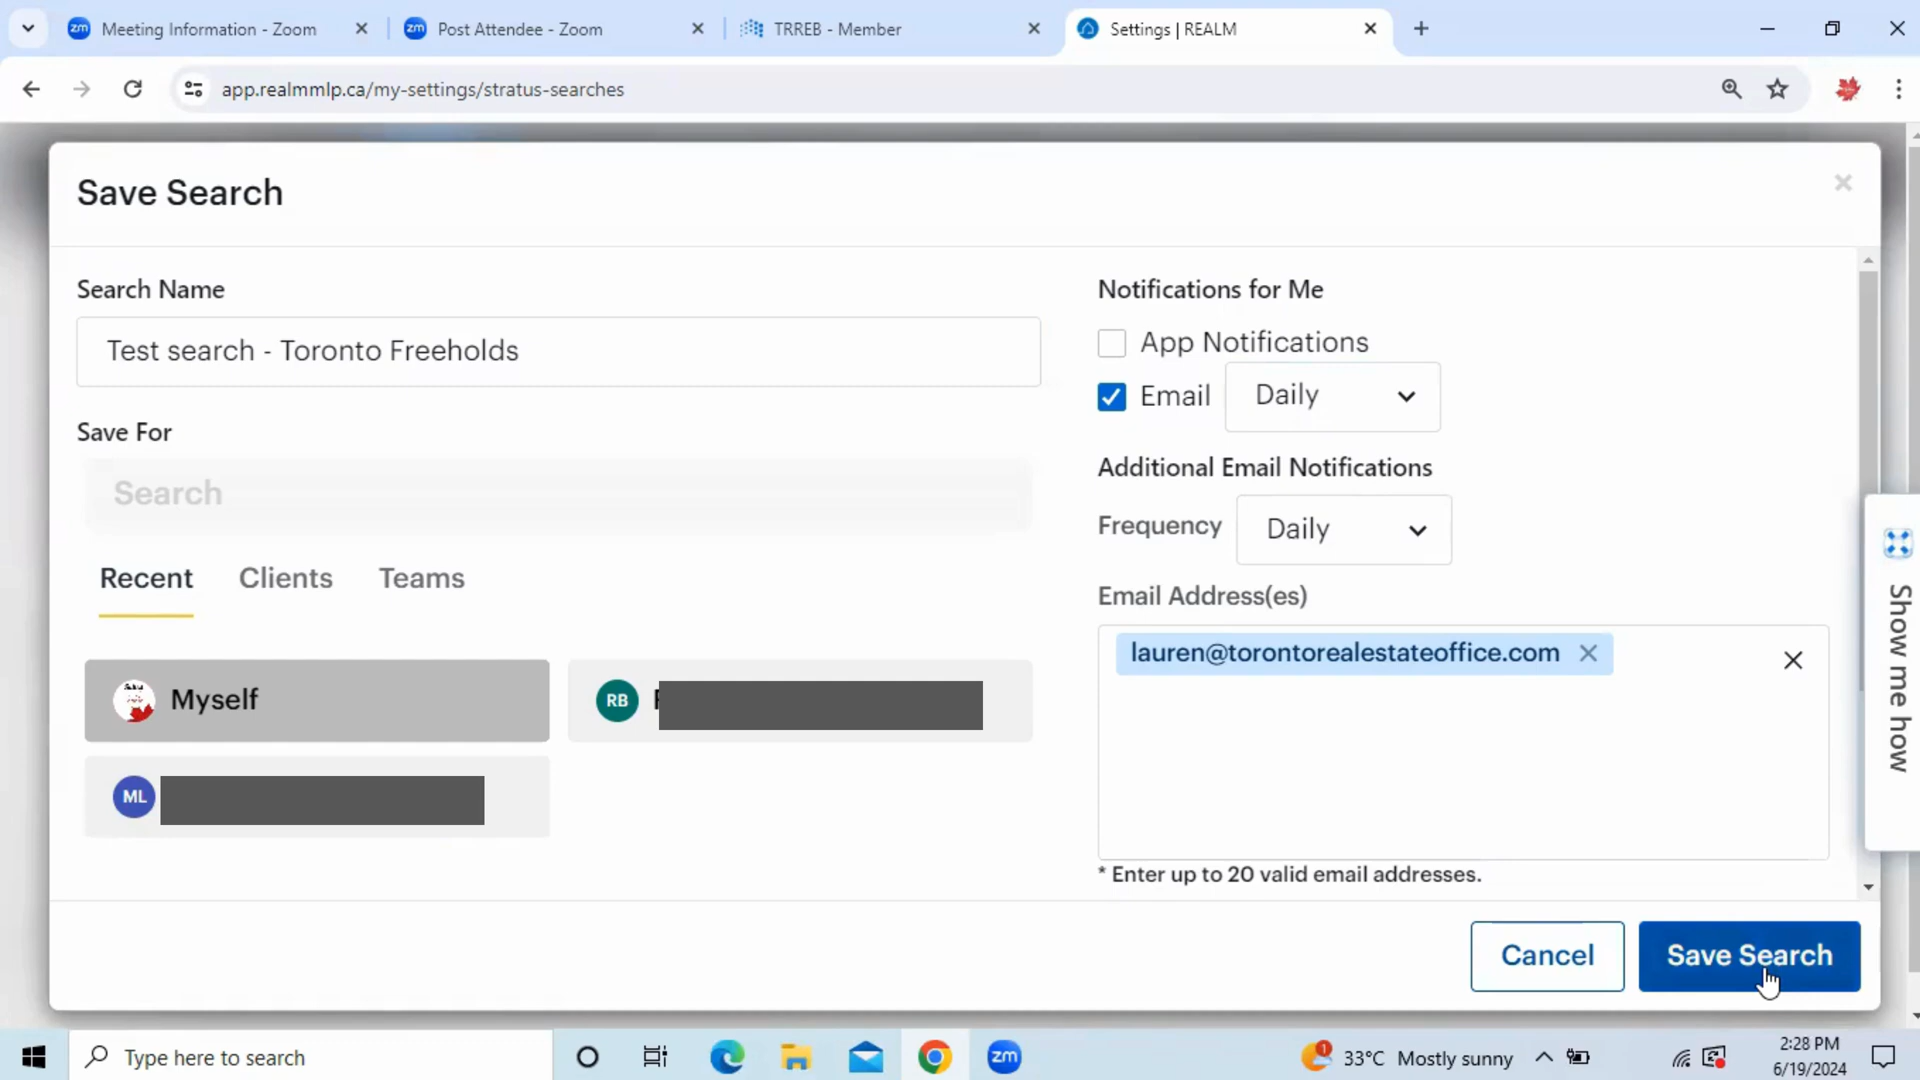 Meeting Information - Zoom
Post Attendee - Zoom
TRREB - Member
Settings | REALM
app.realmmlp.ca/my-settings/stratus-searches
Save Search
Search Name
Test search - Toronto Freeholds
Save For
Search
Recent
Clients
Teams
Myself
RB
ML
Notifications for Me
App Notifications
Email
Daily
Additional Email Notifications
Frequency
Daily
Email Address(es)
lauren@torontorealestateoffice.com
* Enter up to 20 valid email addresses.
Cancel
Save Search
Show me how
Type here to search
zm
1
33°C Mostly sunny
2:28 PM
6/19/2024